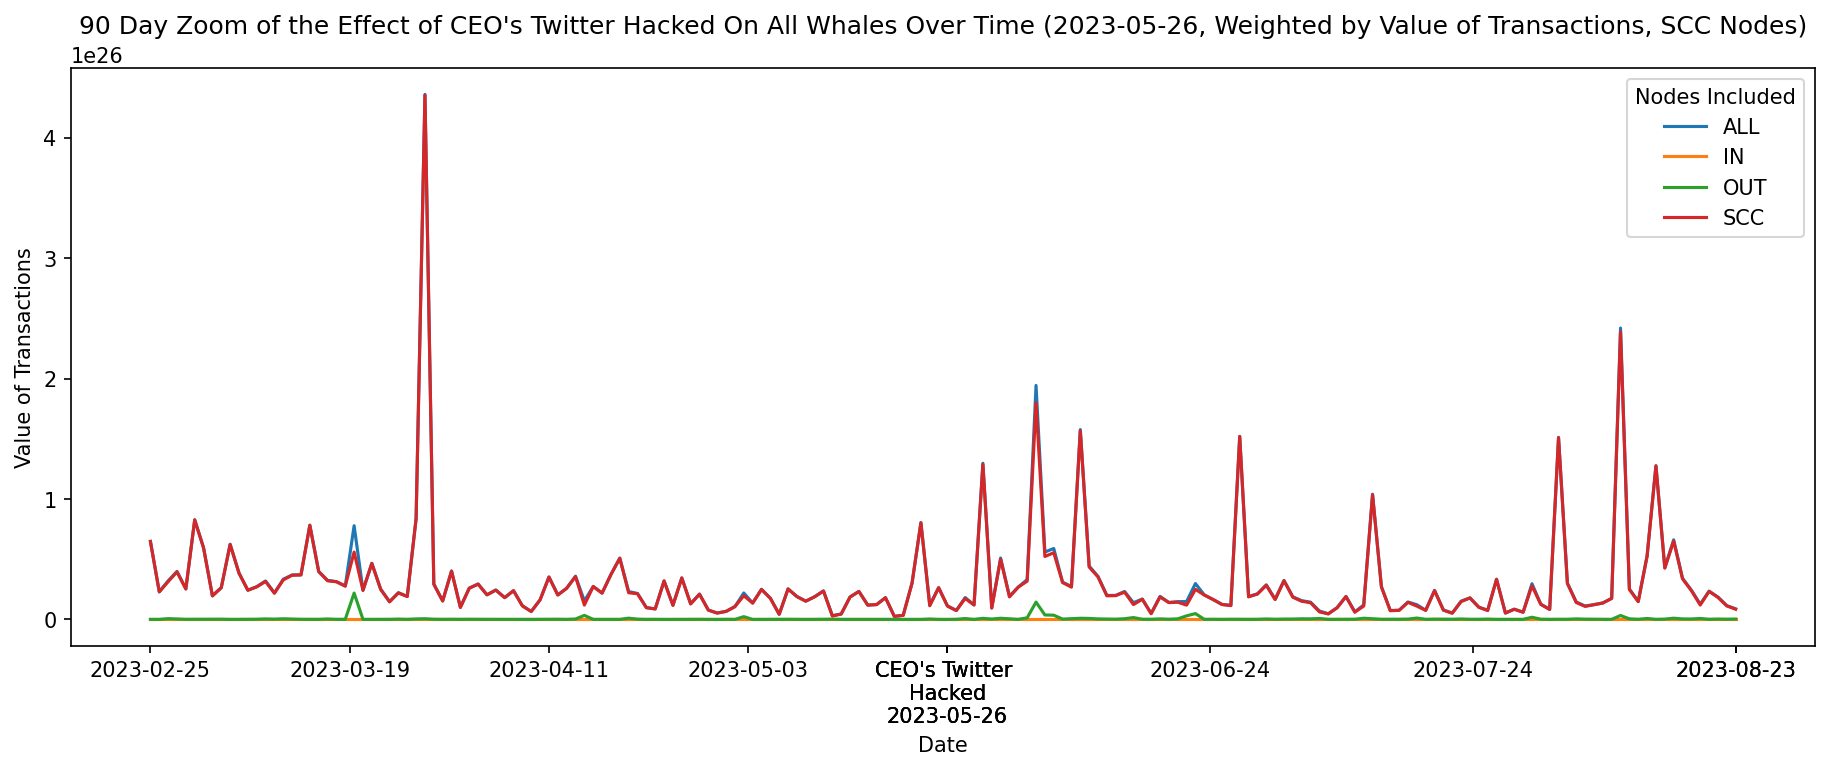 90 Day Zoom of the Effect of CEO's Twitter Hacked On All Whales Over Time (2023-05-26, Weighted by Value of Transactions, SCC Nodes)
1e26
4
3
2
1
0
Value of Transactions
Nodes Included
ALL
IN
OUT
SCC
2023-02-25
2023-03-19
2023-04-11
2023-05-03
CEO's Twitter
Hacked
2023-05-26
2023-06-24
2023-07-24
2023-08-23
Date